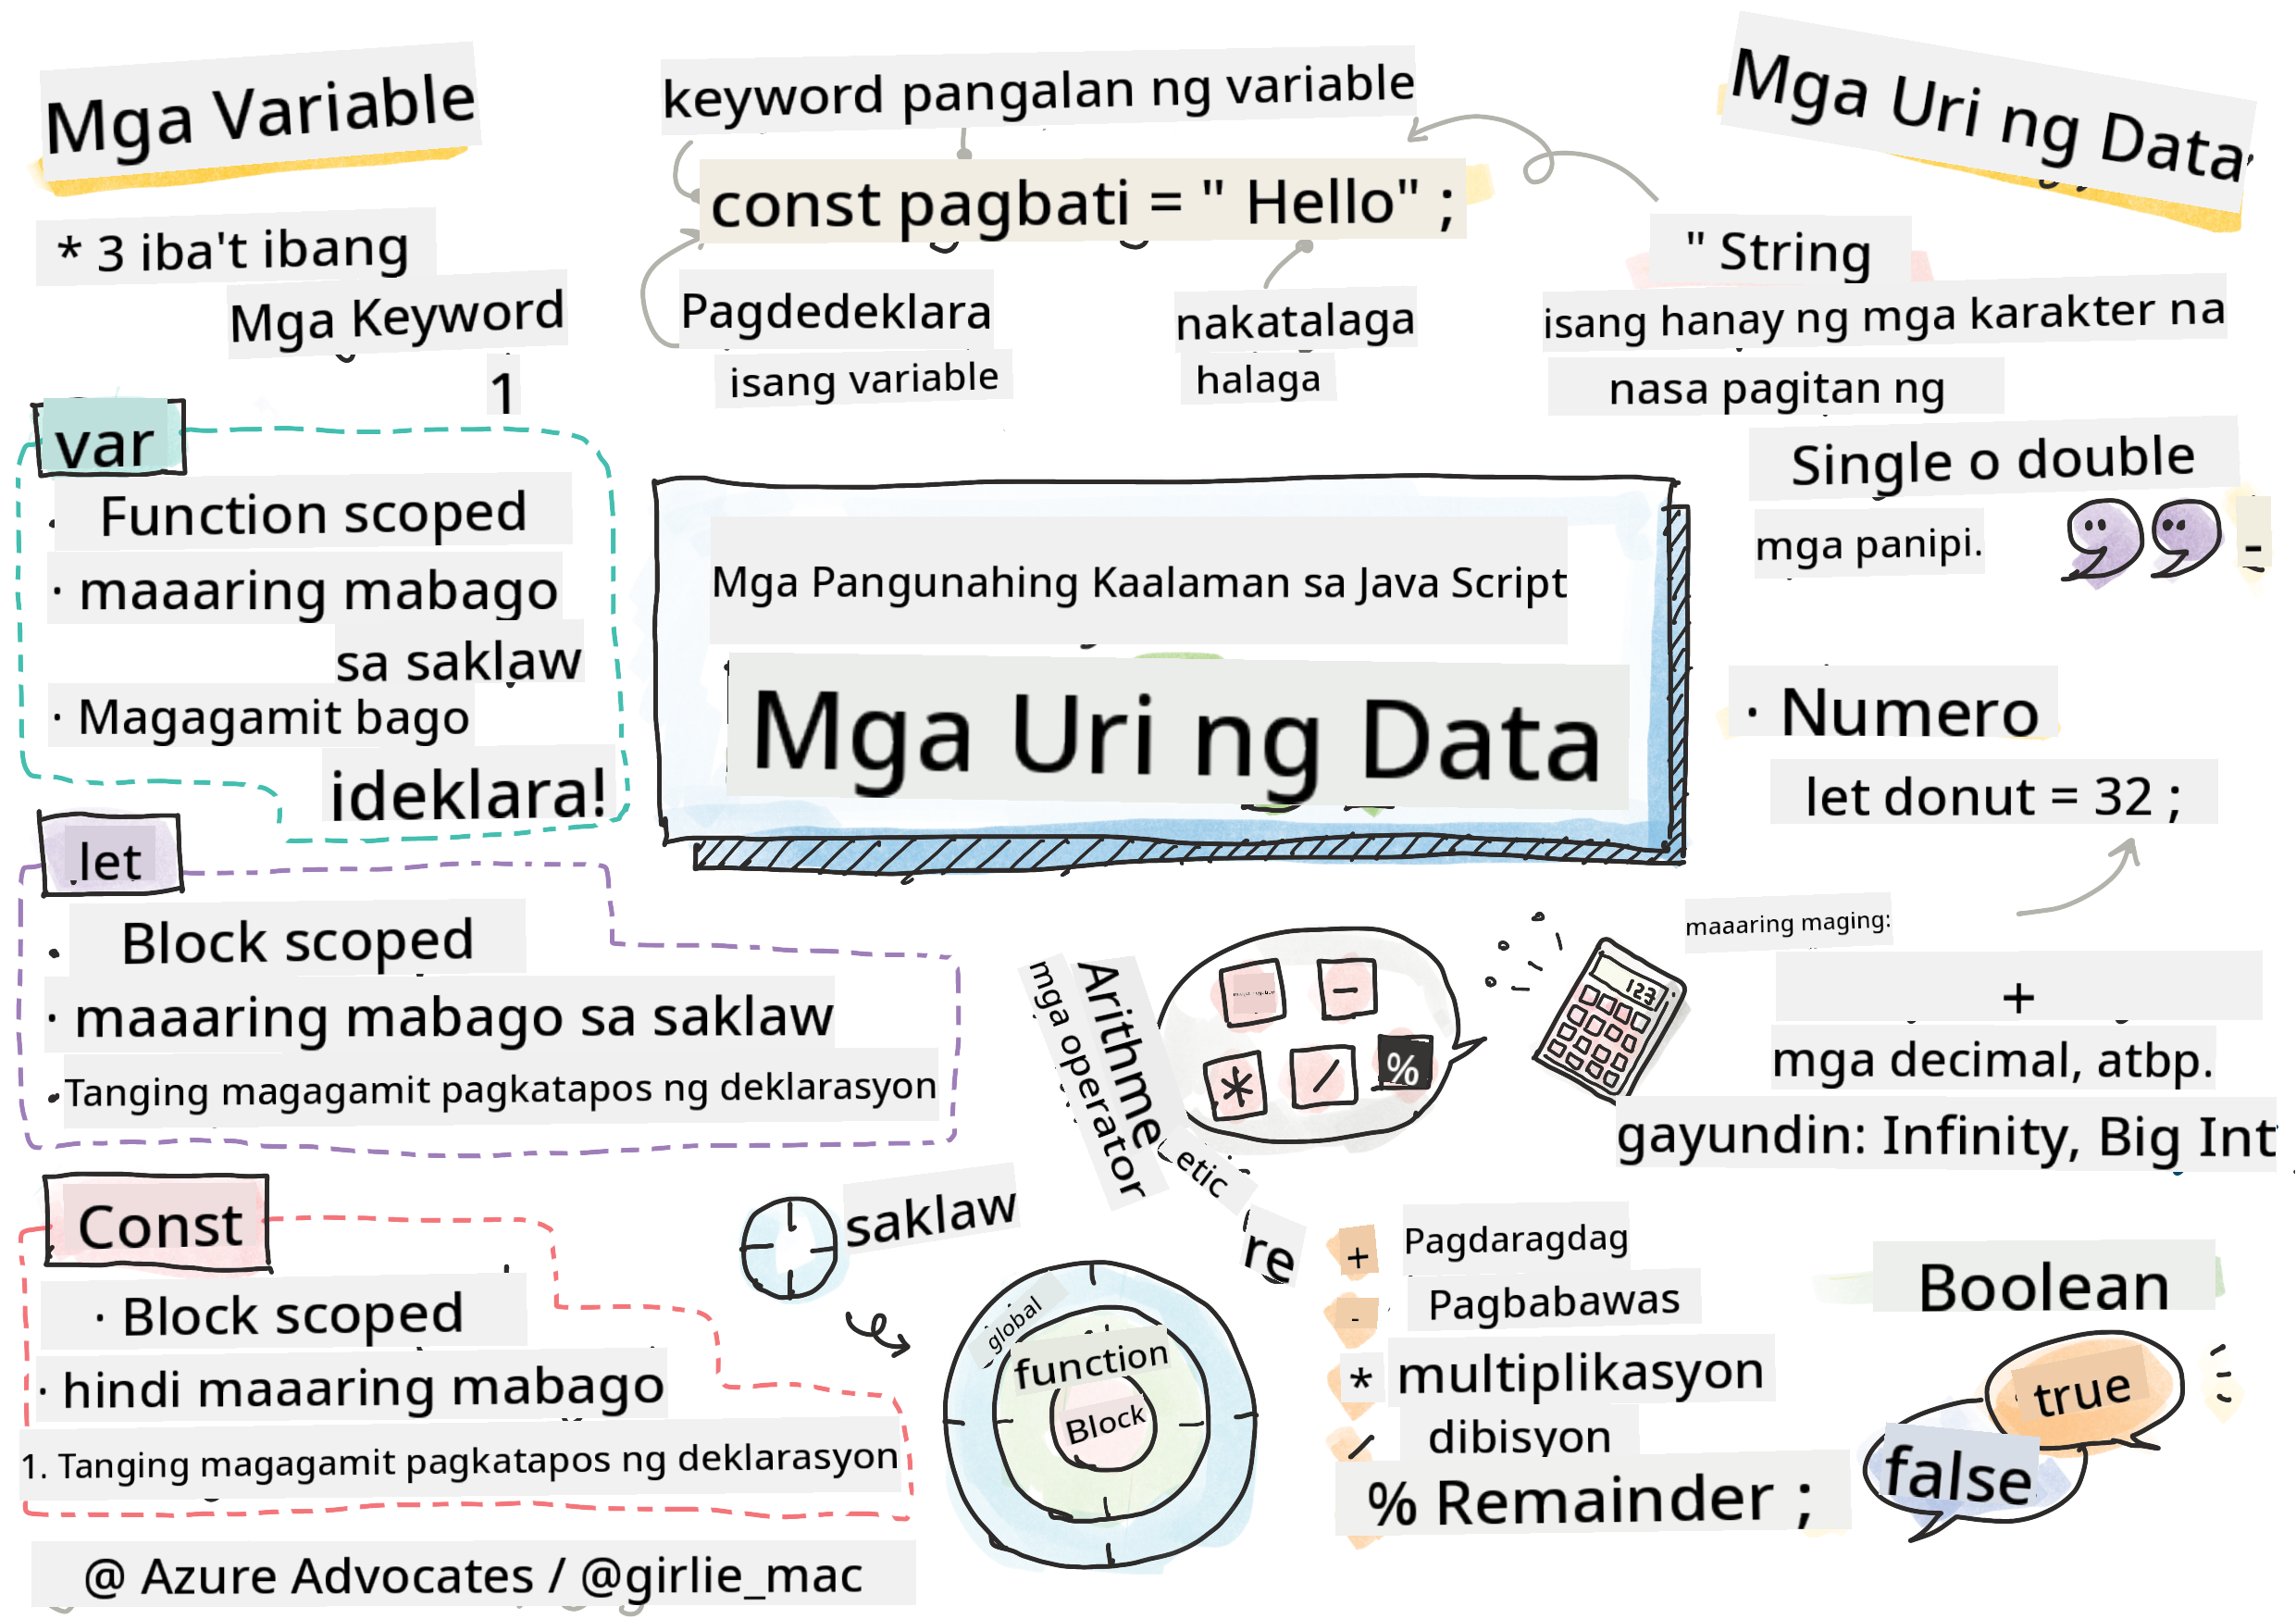 Mga Variable
* 3 iba't ibang
Mga Keyword
1
var
Function scoped
· maaaring mabago
sa saklaw
· Magagamit bago
ideklara!
let
Block scoped
· maaaring mabago sa saklaw
Tanging magagamit pagkatapos ng deklarasyon
Const
· Block scoped
· hindi maaaring mabago
1. Tanging magagamit pagkatapos ng deklarasyon
@ Azure Advocates / @girlie_mac
keyword pangalan ng variable
const pagbati = " Hello" ;
Pagdedeklara
isang variable
nakatalaga
halaga
Mga Pangunahing Kaalaman sa Java Script
Mga Uri ng Data
saklaw
global
function
Block
Arithme
mga operator
etic
re
-
* / %
123
+ Pagdaragdag
- Pagbabawas
* multiplikasyon
/ dibisyon
% Remainder ;
Mga Uri ng Data
" String
isang hanay ng mga karakter na
nasa pagitan ng
Single o double
mga panipi.
-
· Numero
let donut = 32 ;
maaaring maging:
+
mga decimal, atbp.
gayundin: Infinity, Big Int
Boolean
true
false